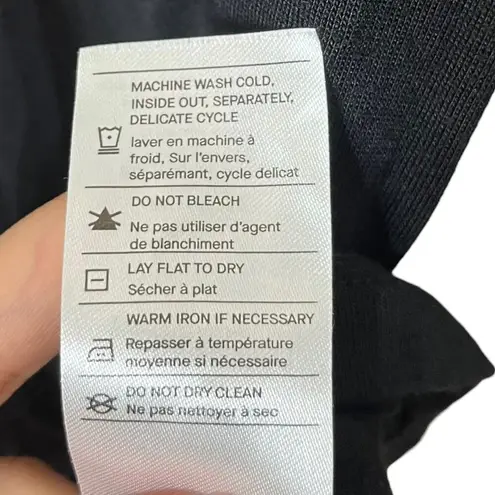 MACHINE WASH COLD,
INSIDE OUT, SEPARATELY,
DELICATE CYCLE
laver en machine à
froid, Sur l'envers,
séparément, cycle delicat
DO NOT BLEACH
Ne pas utiliser d'agent
de blanchiment
LAY FLAT TO DRY
Sécher à plat
WARM IRON IF NECESSARY
Repasser à température
moyenne si nécessaire
DO NOT DRY CLEAN
Ne pas nettoyer à sec